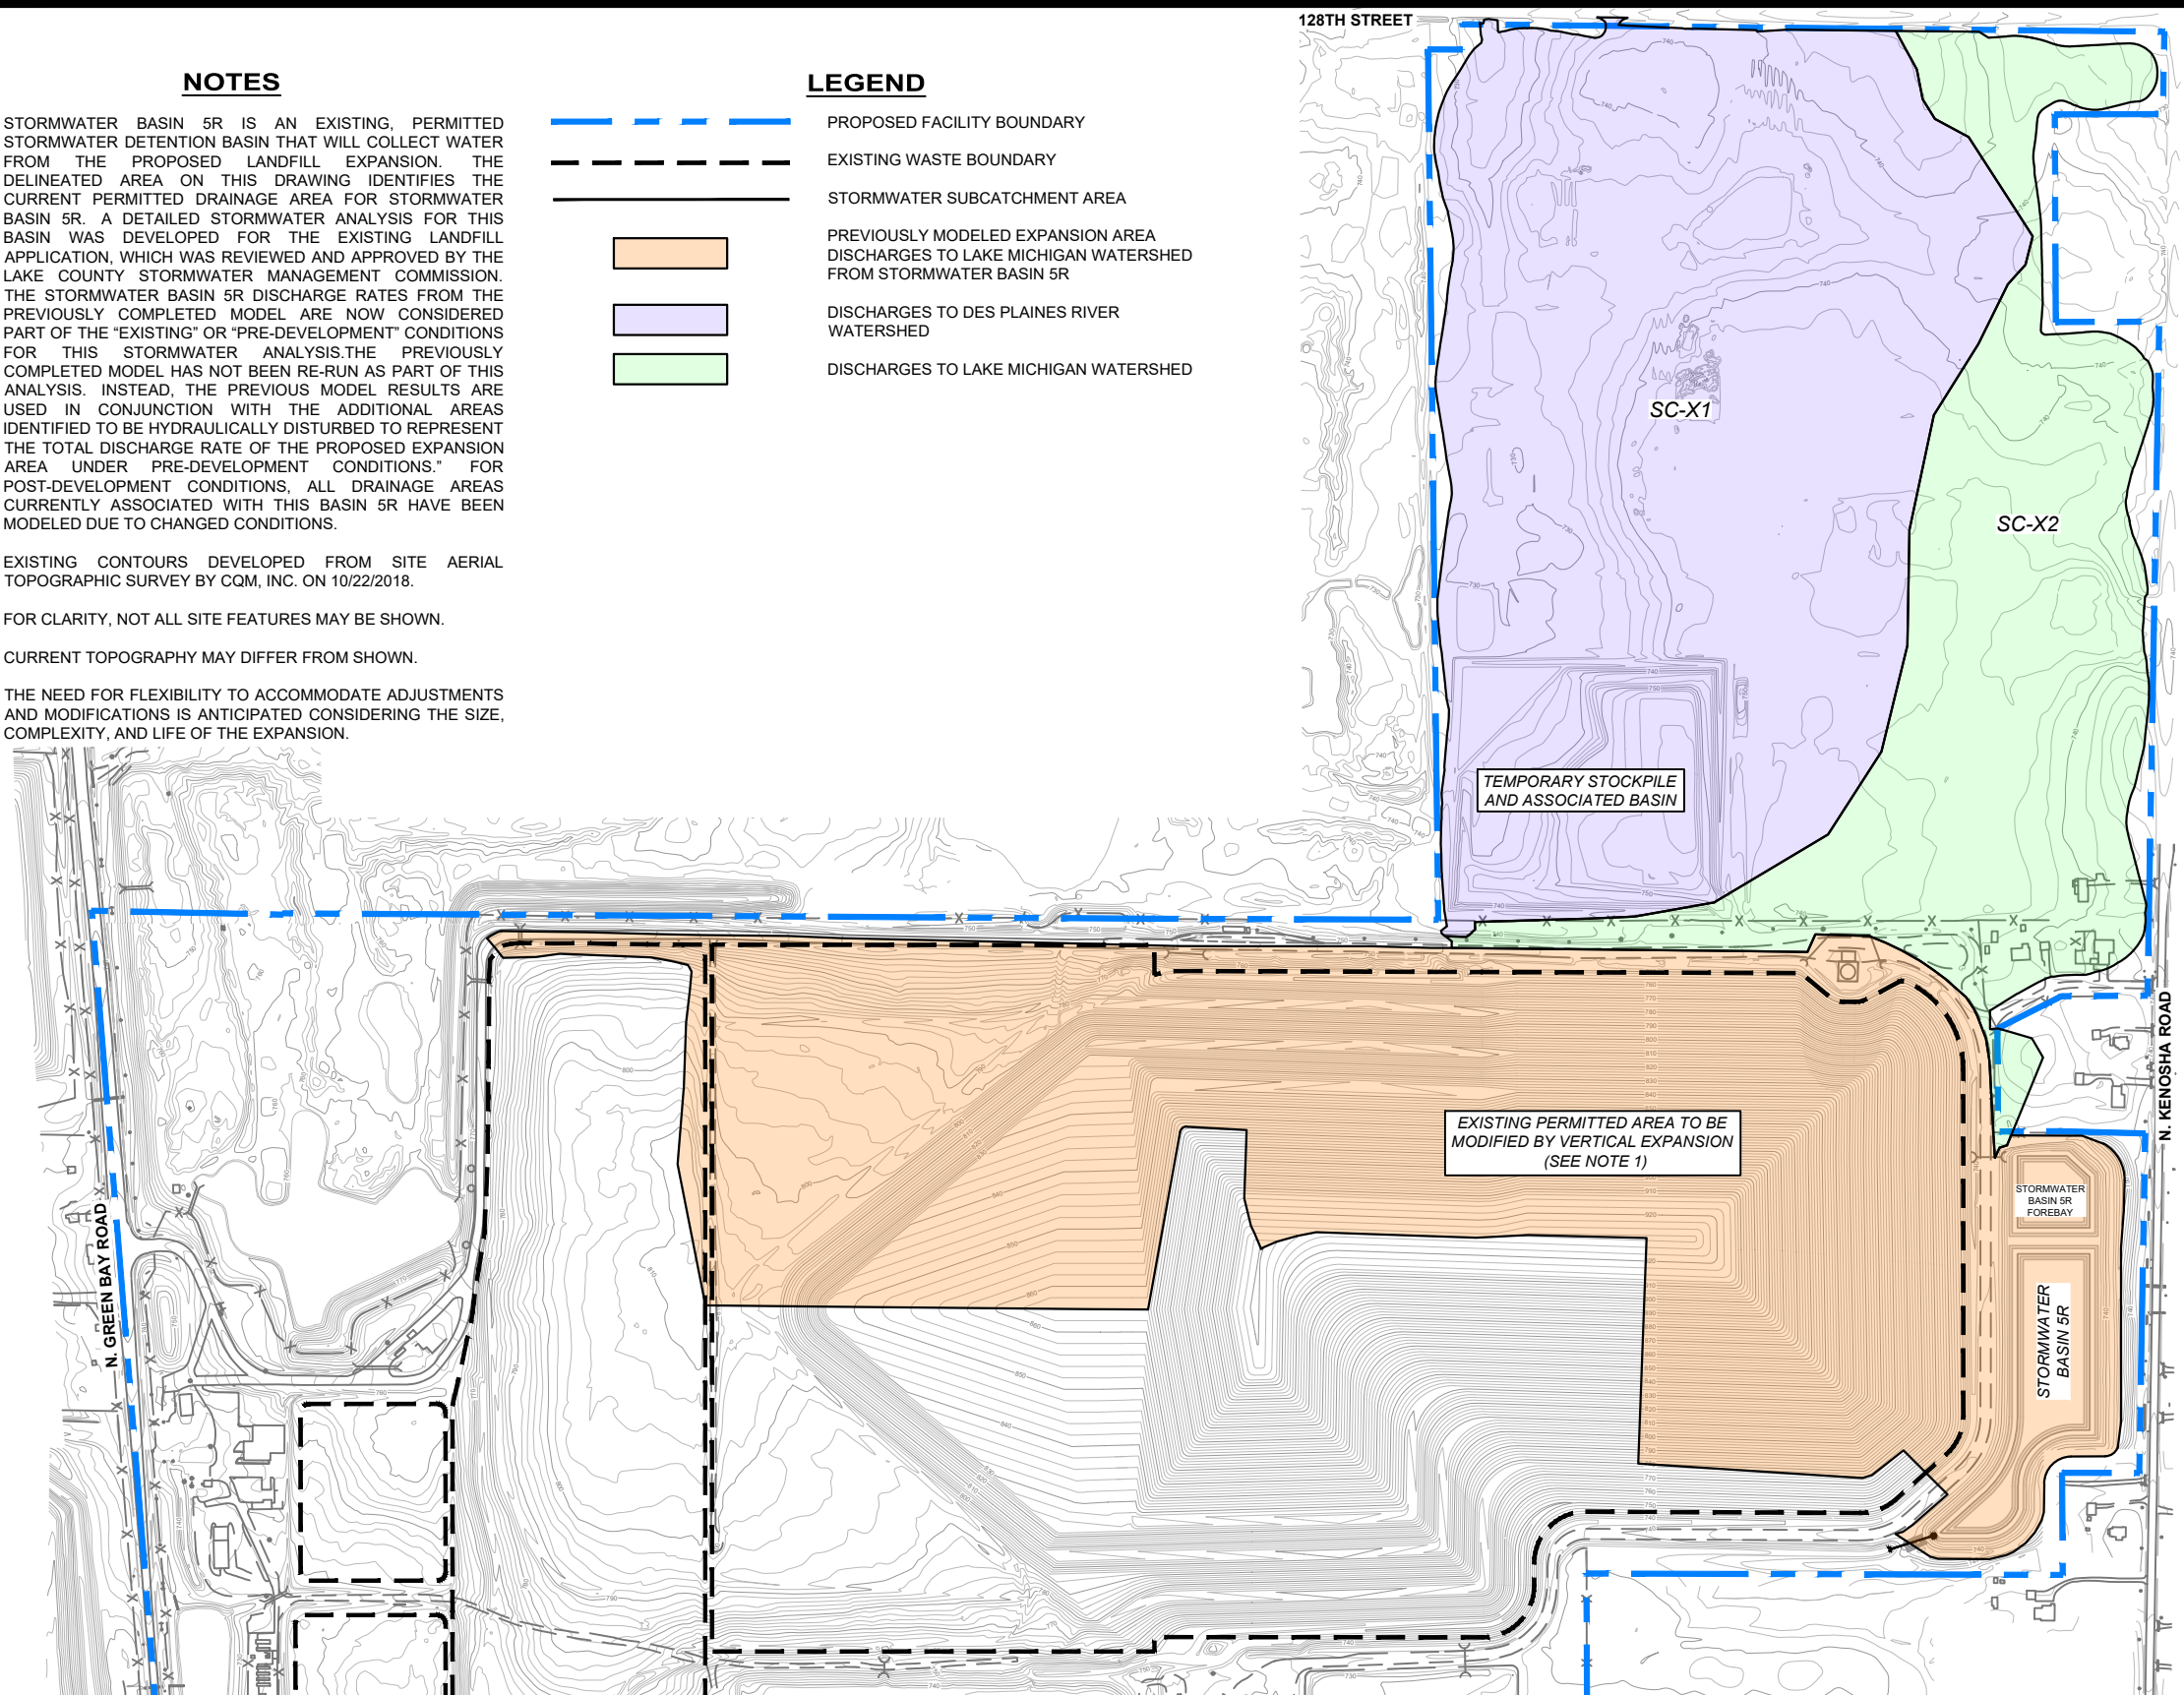 128TH STREET
NOTES
STORMWATER BASIN 5R IS AN EXISTING, PERMITTED
STORMWATER DETENTION BASIN THAT WILL COLLECT WATER
FROM THE PROPOSED LANDFILL EXPANSION. THE
DELINEATED AREA ON THIS DRAWING IDENTIFIES THE
CURRENT PERMITTED DRAINAGE AREA FOR STORMWATER
BASIN 5R. A DETAILED STORMWATER ANALYSIS FOR THIS
BASIN WAS DEVELOPED FOR THE EXISTING LANDFILL
APPLICATION, WHICH WAS REVIEWED AND APPROVED BY THE
LAKE COUNTY STORMWATER MANAGEMENT COMMISSION.
THE STORMWATER BASIN 5R DISCHARGE RATES FROM THE
PREVIOUSLY COMPLETED MODEL ARE NOW CONSIDERED
PART OF THE “EXISTING” OR “PRE-DEVELOPMENT” CONDITIONS
FOR THIS STORMWATER ANALYSIS.THE PREVIOUSLY
COMPLETED MODEL HAS NOT BEEN RE-RUN AS PART OF THIS
ANALYSIS. INSTEAD, THE PREVIOUS MODEL RESULTS ARE
USED IN CONJUNCTION WITH THE ADDITIONAL AREAS
IDENTIFIED TO BE HYDRAULICALLY DISTURBED TO REPRESENT
THE TOTAL DISCHARGE RATE OF THE PROPOSED EXPANSION
AREA UNDER PRE-DEVELOPMENT CONDITIONS.” FOR
POST-DEVELOPMENT CONDITIONS, ALL DRAINAGE AREAS
CURRENTLY ASSOCIATED WITH THIS BASIN 5R HAVE BEEN
MODELED DUE TO CHANGED CONDITIONS.
EXISTING CONTOURS DEVELOPED FROM SITE AERIAL
TOPOGRAPHIC SURVEY BY CQM, INC. ON 10/22/2018.
FOR CLARITY, NOT ALL SITE FEATURES MAY BE SHOWN.
CURRENT TOPOGRAPHY MAY DIFFER FROM SHOWN.
THE NEED FOR FLEXIBILITY TO ACCOMMODATE ADJUSTMENTS
AND MODIFICATIONS IS ANTICIPATED CONSIDERING THE SIZE,
COMPLEXITY, AND LIFE OF THE EXPANSION.
LEGEND
PROPOSED FACILITY BOUNDARY
EXISTING WASTE BOUNDARY
STORMWATER SUBCATCHMENT AREA
PREVIOUSLY MODELED EXPANSION AREA
DISCHARGES TO LAKE MICHIGAN WATERSHED
FROM STORMWATER BASIN 5R
DISCHARGES TO DES PLAINES RIVER
WATERSHED
DISCHARGES TO LAKE MICHIGAN WATERSHED
SC-X1
SC-X2
TEMPORARY STOCKPILE
AND ASSOCIATED BASIN
EXISTING PERMITTED AREA TO BE
MODIFIED BY VERTICAL EXPANSION
(SEE NOTE 1)
STORMWATER
BASIN 5R
FOREBAY
STORMWATER
BASIN 5R
N. KENOSHA ROAD
N. GREEN BAY ROAD